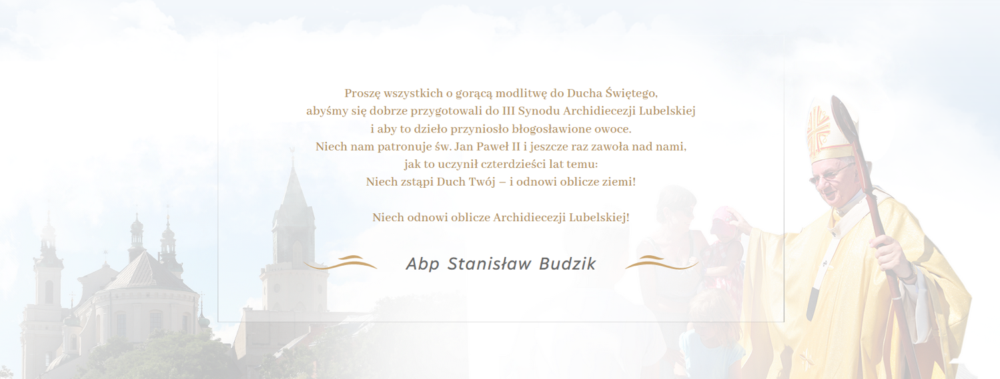 Proszę wszystkich o gorącą modlitwę do Ducha Świętego,
abyśmy się dobrze przygotowali do III Synodu Archidiecezji Lubelskiej
i aby to dzieło przyniosło błogosławione owoce.
Niech nam patronuje św. Jan Paweł II i jeszcze raz zawoła nad nami,
jak to uczynił czterdzieści lat temu:
Niech zstąpi Duch Twój – i odnowi oblicze ziemi!
Niech odnowi oblicze Archidiecezji Lubelskiej!
Abp Stanisław Budzik